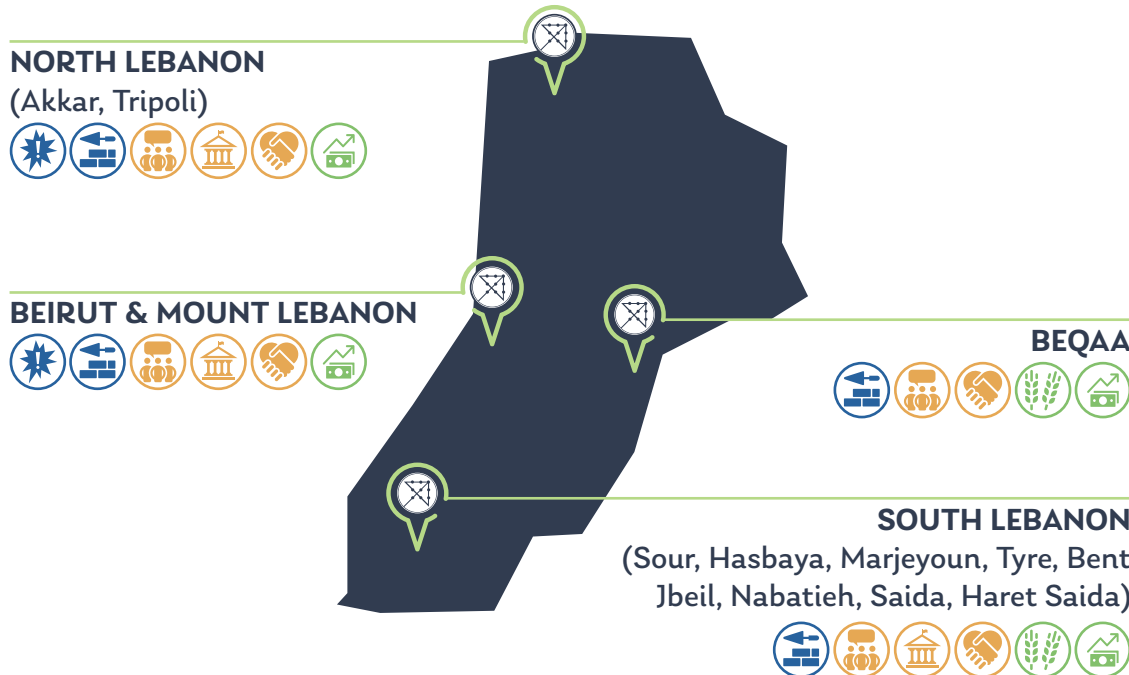 NORTH LEBANON
(Akkar, Tripoli)
BEIRUT & MOUNT LEBANON
BEQAA
SOUTH LEBANON
(Sour, Hasbaya, Marjeyoun, Tyre, Bent
Jbeil, Nabatieh, Saida, Haret Saida)